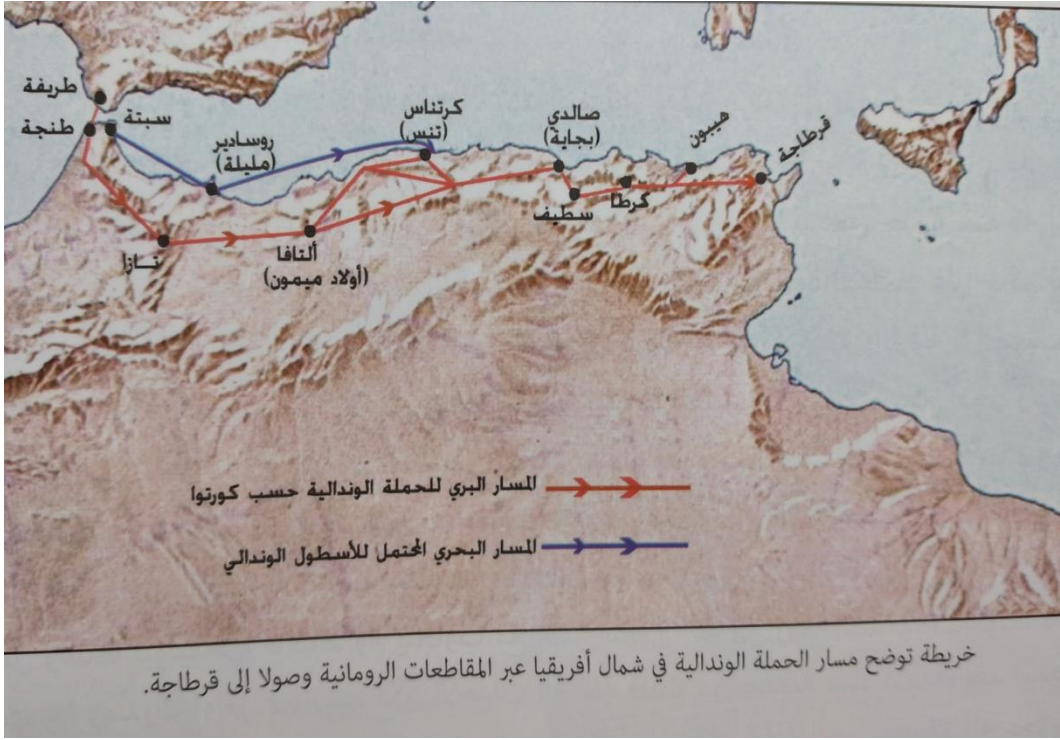 طريفة
طنجة
سبتة
روسادير
(مليلة)
كرتناس
(تنس)
صالدي
(بجاية)
هيبون
قرطاجة
تازا
ألتافا
(أولاد ميمون)
سطيف
كرطا
المسار البري للحملة الوندالية حسب كورتوا
المسار البحري المحتمل للأسطول الوندالي
خريطة توضح مسار الحملة الوندالية في شمال أفريقيا عبر المقاطعات الرومانية وصولا إلى قرطاجة.